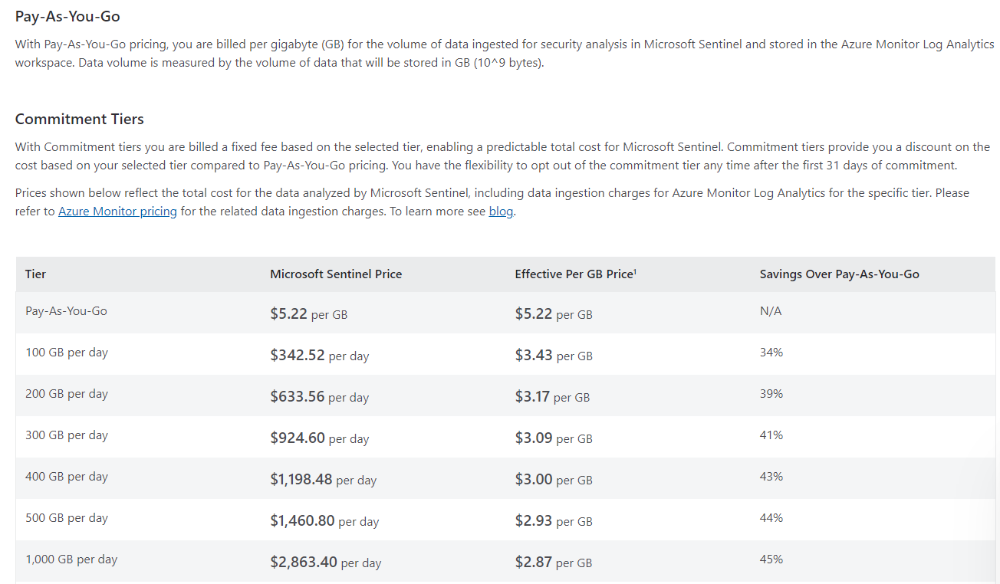 Pay-As-You-Go
With Pay-As-You-Go pricing, you are billed per gigabyte (GB) for the volume of data ingested for security analysis in Microsoft Sentinel and stored in the Azure Monitor Log Analytics
workspace. Data volume is measured by the volume of data that will be stored in GB (10^9 bytes).
Commitment Tiers
With Commitment tiers you are billed a fixed fee based on the selected tier, enabling a predictable total cost for Microsoft Sentinel. Commitment tiers provide you a discount on the
cost based on your selected tier compared to Pay-As-You-Go pricing. You have the flexibility to opt out of the commitment tier any time after the first 31 days of commitment.
Prices shown below reflect the total cost for the data analyzed by Microsoft Sentinel, including data ingestion charges for Azure Monitor Log Analytics for the specific tier. Please
refer to Azure Monitor pricing for the related data ingestion charges. To learn more see blog.
Tier Microsoft Sentinel Price Effective Per GB Price¹ Savings Over Pay-As-You-Go
Pay-As-You-Go $5.22 per GB $5.22 per GB N/A
100 GB per day $342.52 per day $3.43 per GB 34%
200 GB per day $633.56 per day $3.17 per GB 39%
300 GB per day $924.60 per day $3.09 per GB 41%
400 GB per day $1,198.48 per day $3.00 per GB 43%
500 GB per day $1,460.80 per day $2.93 per GB 44%
1,000 GB per day $2,863.40 per day $2.87 per GB 45%